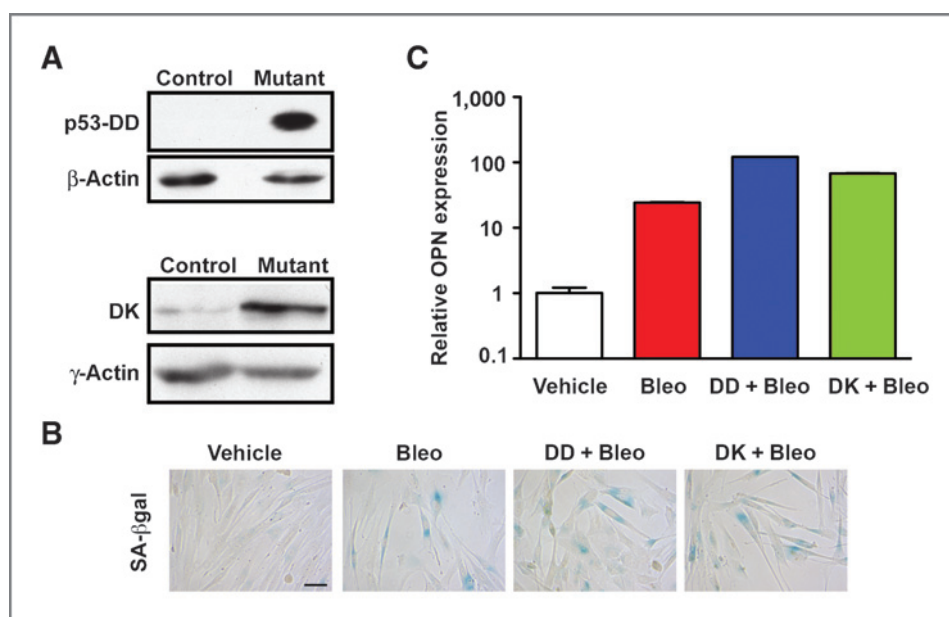 A
Control Mutant
p53-DD
β-Actin
Control Mutant
DK
γ-Actin
C
Relative OPN expression
1,000
100
10
1
0.1
Vehicle Bleo DD + Bleo DK + Bleo
B
Vehicle Bleo DD + Bleo DK + Bleo
SA-βgal